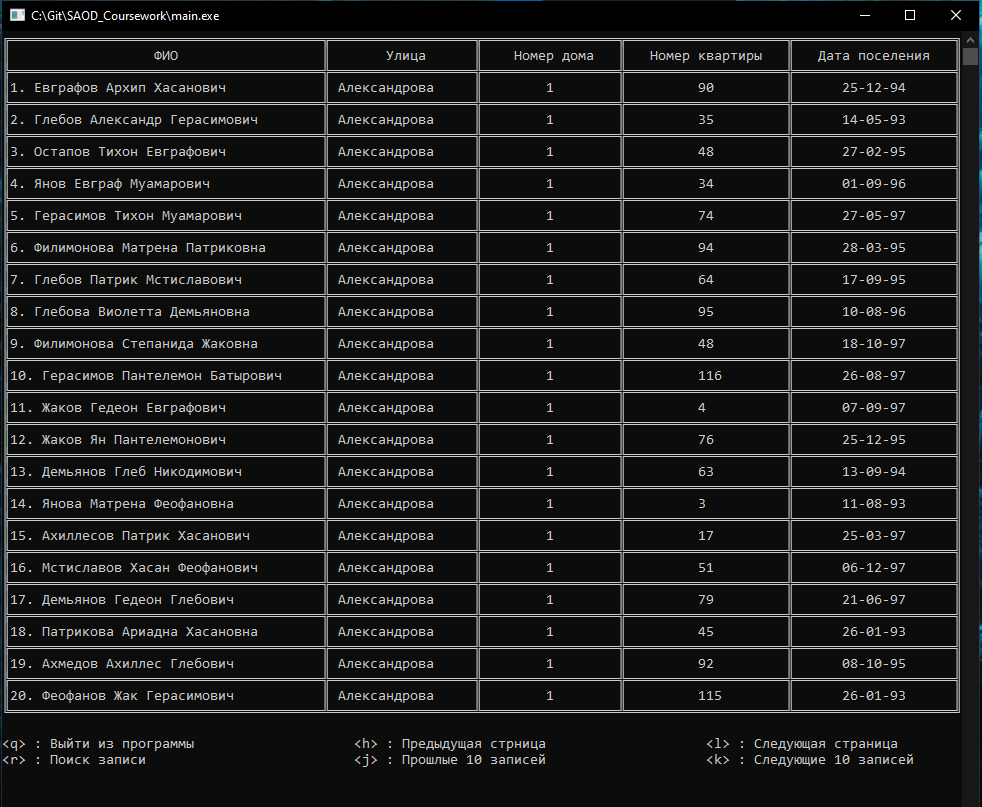 C:\Git\SAOD_Coursework\main.exe
ФИО Улица Номер дома Номер квартиры Дата поселения
1. Евграфов Архип Хасанович Александрова 1 90 25-12-94
2. Глебов Александр Герасимович Александрова 1 35 14-05-93
3. Остапов Тихон Евграфович Александрова 1 48 27-02-95
4. Янов Евграф Муамарович Александрова 1 34 01-09-96
5. Герасимов Тихон Муамарович Александрова 1 74 27-05-97
6. Филимонова Матрена Патриковна Александрова 1 94 28-03-95
7. Глебов Патрик Мстиславович Александрова 1 64 17-09-95
8. Глебова Виолетта Демьяновна Александрова 1 95 10-08-96
9. Филимонова Степанида Жаковна Александрова 1 48 18-10-97
10. Герасимов Пантелемон Батырович Александрова 1 116 26-08-97
11. Жаков Гедеон Евграфович Александрова 1 4 07-09-97
12. Жаков Ян Пантелемонович Александрова 1 76 25-12-95
13. Демьянов Глеб Никодимович Александрова 1 63 13-09-94
14. Янова Матрена Феофановна Александрова 1 3 11-08-93
15. Ахиллесов Патрик Хасанович Александрова 1 17 25-03-97
16. Мстиславов Хасан Феофанович Александрова 1 51 06-12-97
17. Демьянов Гедеон Глебович Александрова 1 79 21-06-97
18. Патрикова Ариадна Хасановна Александрова 1 45 26-01-93
19. Ахмедов Ахиллес Глебович Александрова 1 92 08-10-95
20. Феофанов Жак Герасимович Александрова 1 115 26-01-93
<q> : Выйти из программы <h> : Предыдущая стрница <l> : Следующая страница
<r> : Поиск записи <j> : Прошлые 10 записей <k> : Следующие 10 записей